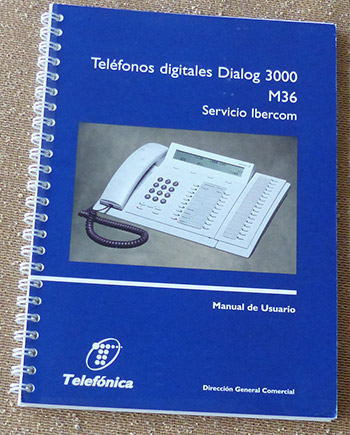 Teléfonos digitales Dialog 3000
M36
Servicio Ibercom
Manual de Usuario
Telefónica
Dirección General Comercial